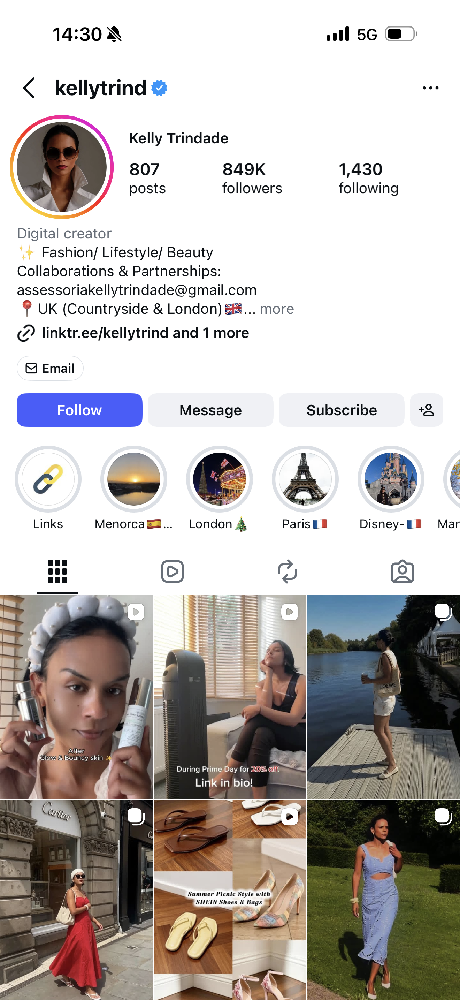 14:30
5G
kellytrind
Kelly Trindade
807
849K
1,430
posts
followers
following
Digital creator
✨ Fashion/ Lifestyle/ Beauty
Collaborations & Partnerships:
assessoriakellytrindade@gmail.com
📍UK (Countryside & London)🇬🇧... more
linktr.ee/kellytrind and 1 more
Email
Follow
Message
Subscribe
Links
Menorca🇪🇸...
London🎄
Paris🇫🇷
Disney-🇫🇷
Mar
After
Glow & Bouncy skin ✨
During Prime Day for 20% off.
Link in bio!
LOEWE
Cartier
Summer Picnic Style with
SHEIN Shoes & Bags